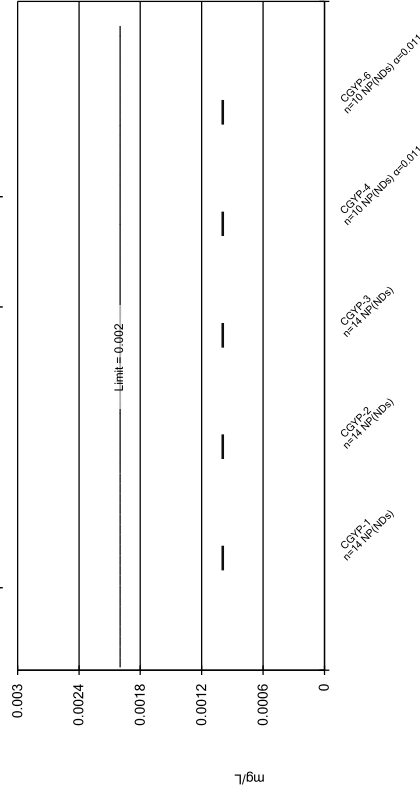 0.003
0.0024
0.0018
0.0012
0.0006
0
mg/L
Limit = 0.002
CGYP-1
n=14 NP(NDs)
CGYP-2
n=14 NP(NDs)
CGYP-3
n=14 NP(NDs)
CGYP-4
n=10 NP(NDs) α=0.011
CGYP-6
n=10 NP(NDs) α=0.011